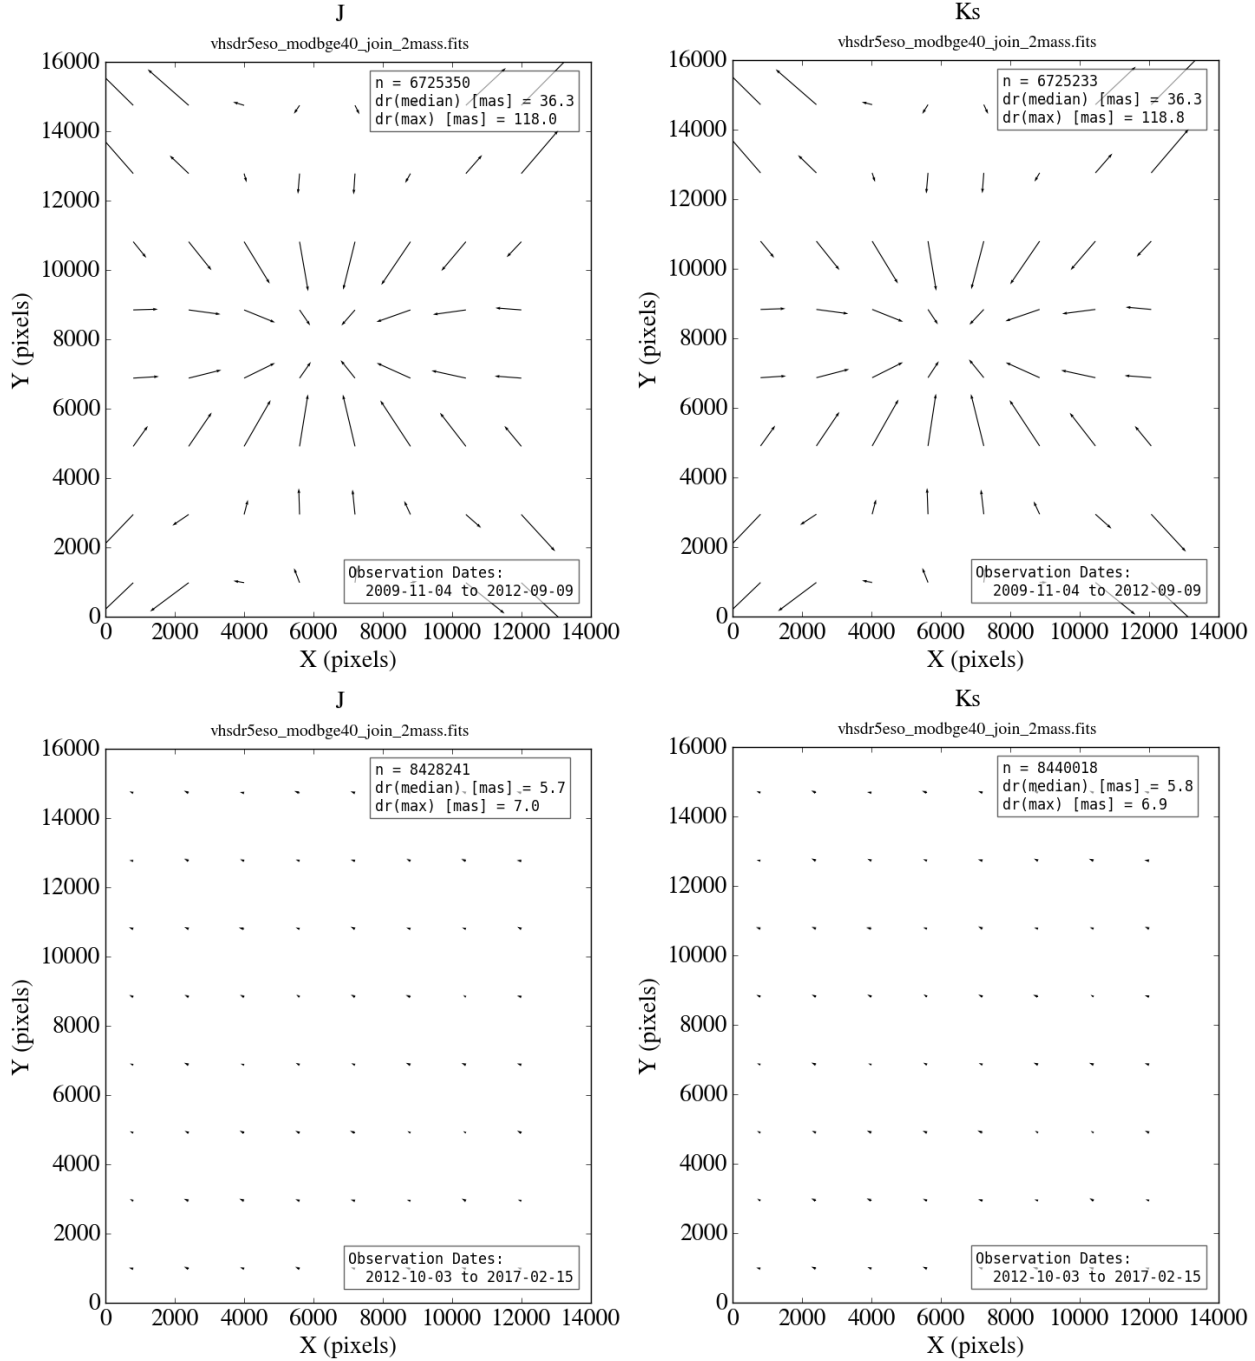 J
vhsdr5eso_modbge40_join_2mass.fits
16000
14000
12000
10000
8000
6000
4000
2000
0
Y (pixels)
n = 6725350
dr(median) [mas] = 36.3
dr(max) [mas] = 118.0
Observation Dates:
2009-11-04 to 2012-09-09
0 2000 4000 6000 8000 10000 12000 14000
X (pixels)
Ks
vhsdr5eso_modbge40_join_2mass.fits
16000
14000
12000
10000
8000
6000
4000
2000
0
Y (pixels)
n = 6725233
dr(median) [mas] = 36.3
dr(max) [mas] = 118.8
Observation Dates:
2009-11-04 to 2012-09-09
0 2000 4000 6000 8000 10000 12000 14000
X (pixels)
J
vhsdr5eso_modbge40_join_2mass.fits
16000
14000
12000
10000
8000
6000
4000
2000
0
Y (pixels)
n = 8428241
dr(median) [mas] = 5.7
dr(max) [mas] = 7.0
Observation Dates:
2012-10-03 to 2017-02-15
0 2000 4000 6000 8000 10000 12000 14000
X (pixels)
Ks
vhsdr5eso_modbge40_join_2mass.fits
16000
14000
12000
10000
8000
6000
4000
2000
0
Y (pixels)
n = 8440018
dr(median) [mas] = 5.8
dr(max) [mas] = 6.9
Observation Dates:
2012-10-03 to 2017-02-15
0 2000 4000 6000 8000 10000 12000 14000
X (pixels)